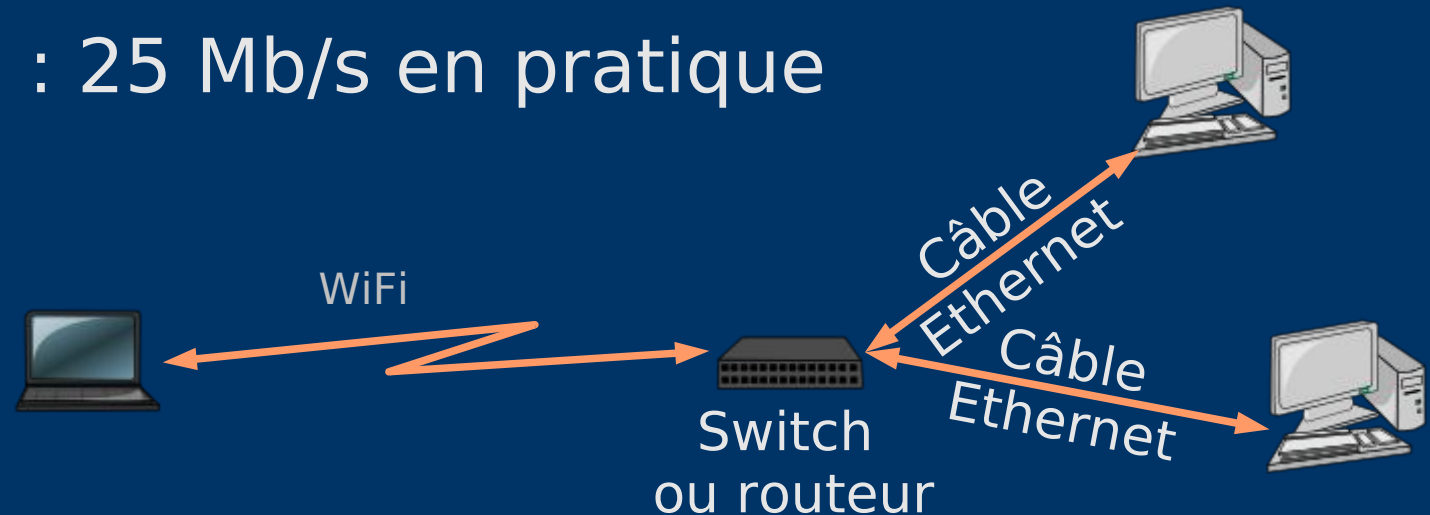 : 25 Mb/s en pratique
WiFi
Câble
Ethernet
Câble
Ethernet
Switch
ou routeur